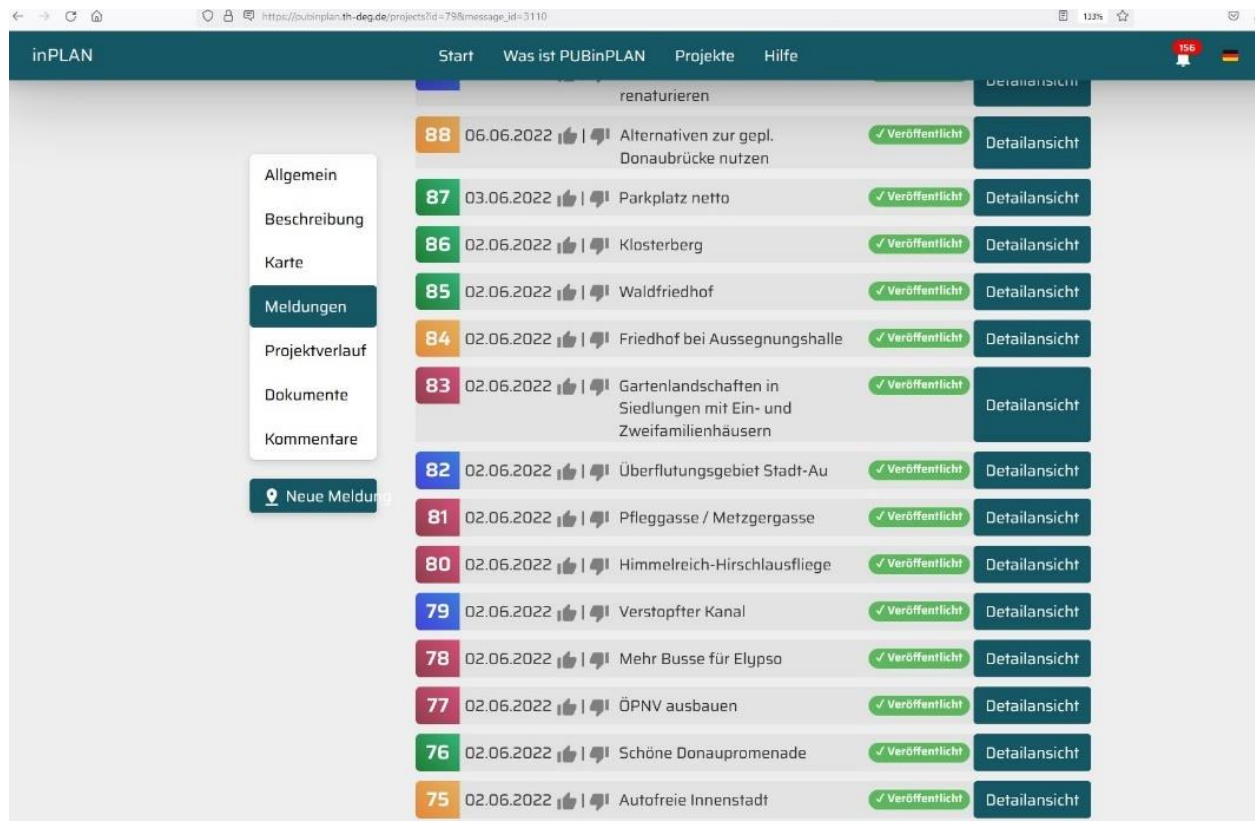 https://pubinplan.th-deg.de/projects?id=79&message_id=3110
133%
inPLAN
Start Was ist PUBinPLAN Projekte Hilfe
156
renaturieren
Detailansicht
88 06.06.2022 | Alternativen zur gepl. Donaubrücke nutzen ✓ Veröffentlicht Detailansicht
87 03.06.2022 | Parkplatz netto ✓ Veröffentlicht Detailansicht
86 02.06.2022 | Klosterberg ✓ Veröffentlicht Detailansicht
85 02.06.2022 | Waldfriedhof ✓ Veröffentlicht Detailansicht
84 02.06.2022 | Friedhof bei Aussegnungshalle ✓ Veröffentlicht Detailansicht
83 02.06.2022 | Gartenlandschaften in Siedlungen mit Ein- und Zweifamilienhäusern ✓ Veröffentlicht Detailansicht
82 02.06.2022 | Überflutungsgebiet Stadt-Au ✓ Veröffentlicht Detailansicht
81 02.06.2022 | Pfleggasse / Metzgergasse ✓ Veröffentlicht Detailansicht
80 02.06.2022 | Himmelreich-Hirschlausfliege ✓ Veröffentlicht Detailansicht
79 02.06.2022 | Verstopfter Kanal ✓ Veröffentlicht Detailansicht
78 02.06.2022 | Mehr Busse für Elypso ✓ Veröffentlicht Detailansicht
77 02.06.2022 | ÖPNV ausbauen ✓ Veröffentlicht Detailansicht
76 02.06.2022 | Schöne Donaupromenade ✓ Veröffentlicht Detailansicht
75 02.06.2022 | Autofreie Innenstadt ✓ Veröffentlicht Detailansicht
Allgemein
Beschreibung
Karte
Meldungen
Projektverlauf
Dokumente
Kommentare
Neue Meldung